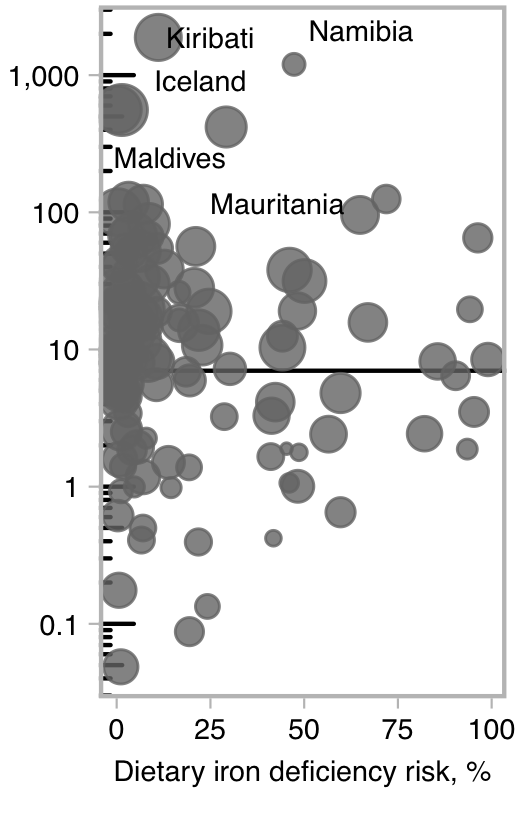 Kiribati
Namibia
1,000
Iceland
Maldives
Mauritania
100
10
1
0.1
0 25 50 75 100
Dietary iron deficiency risk, %